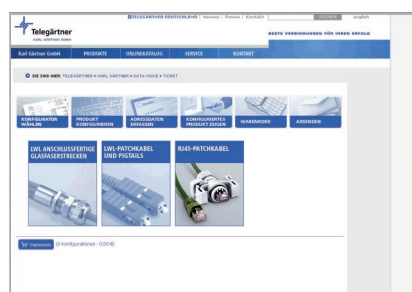 TELEGÄRTNER DEUTSCHLAND | Messen | Presse | Kontakt SUCHEN english
Telegärtner
KARL GÄRTNER GMBH
BESTE VERBINDUNGEN FÜR IHREN ERFOLG
Karl Gärtner GmbH PRODUKTE ONLINEKATALOG SERVICE KONTAKT
SIE SIND HIER: TELEGÄRTNER » KARL GÄRTNER » DATA VOICE » TICKET
KONFIGURATOR WÄHLEN
PRODUKT KONFIGURIEREN
ADRESSDATEN ERFASSEN
KONFIGURIERTES PRODUKT ZEIGEN
WARENKORB
ABSENDEN
LWL ANSCHLUSSFERTIGE
GLASFASERSTRECKEN
LWL-PATCHKABEL
UND PIGTAILS
RJ45-PATCHKABEL
Warenkorb (0 Konfigurationen - 0,00 €)